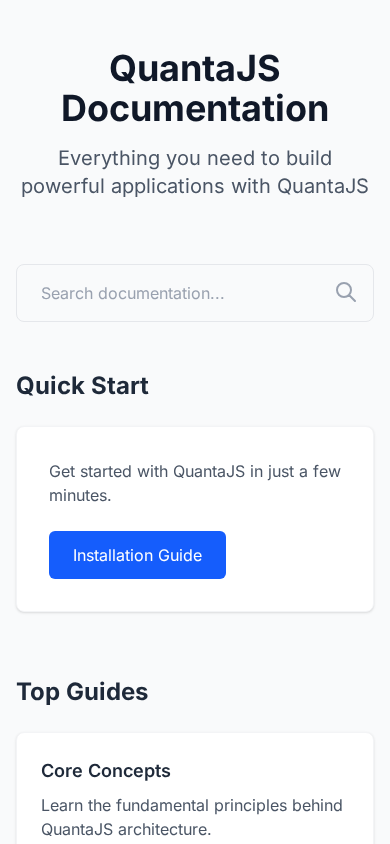 QuantaJS
Documentation
Everything you need to build
powerful applications with QuantaJS
Search documentation...
Quick Start
Get started with QuantaJS in just a few
minutes.
Installation Guide
Top Guides
Core Concepts
Learn the fundamental principles behind
QuantaJS architecture.